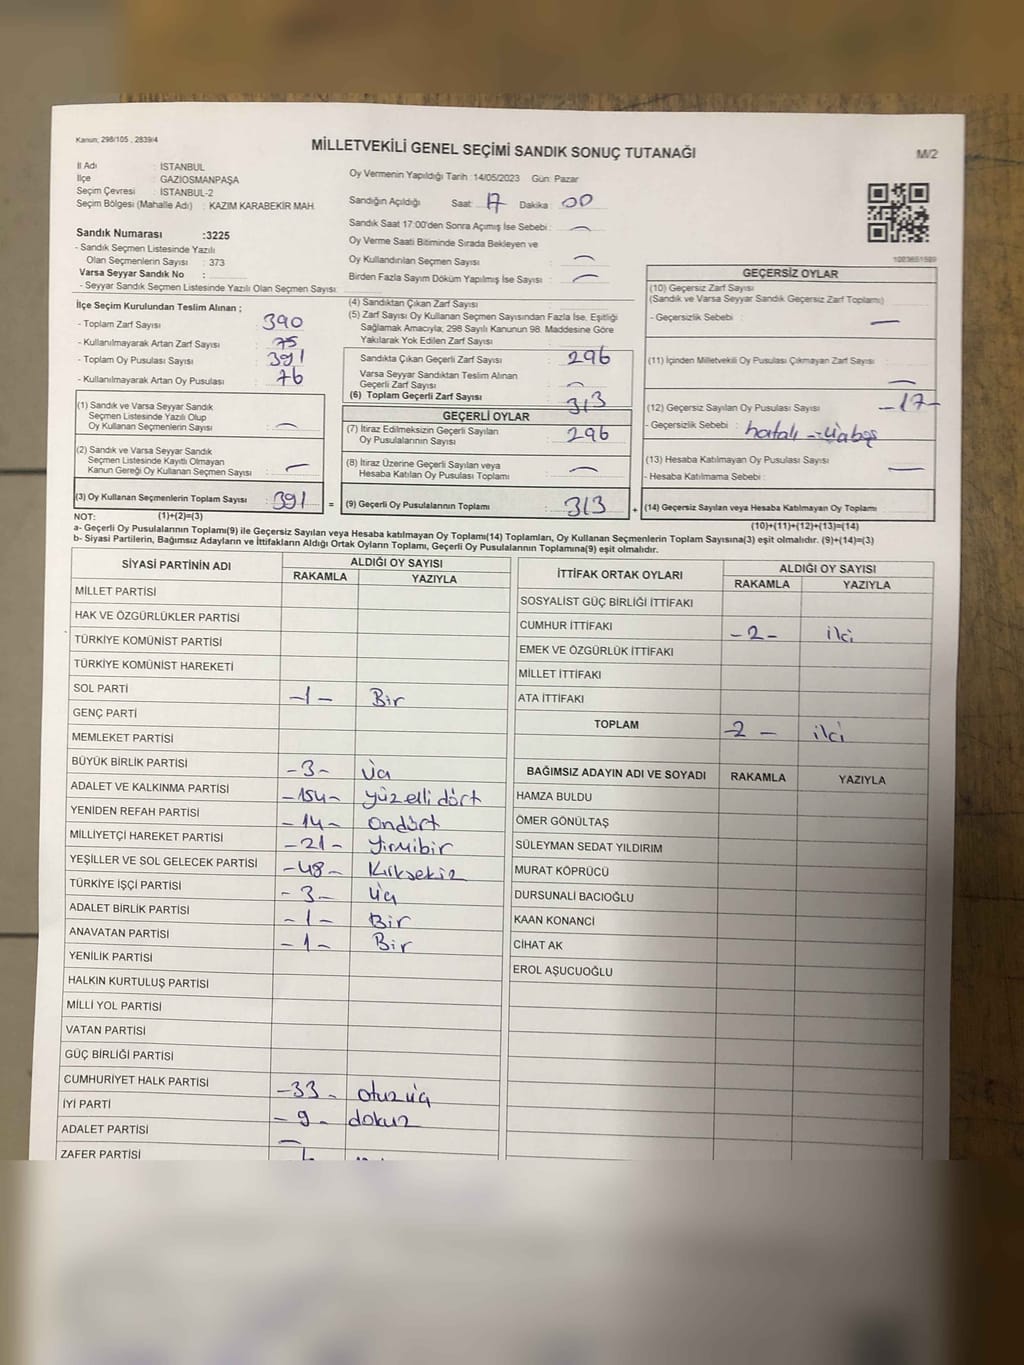 Kanun; 298/105 , 2839/4
MİLLETVEKİLİ GENEL SEÇİMİ SANDIK SONUÇ TUTANAĞI
M/2
İl Adı : İSTANBUL
İlçe : GAZİOSMANPAŞA
Seçim Çevresi : İSTANBUL-2
Seçim Bölgesi (Mahalle Adı) : KAZIM KARABEKİR MAH.
Sandık Numarası :3225
- Sandık Seçmen Listesinde Yazılı
Olan Seçmenlerin Sayısı : 373
Varsa Seyyar Sandık No :
- Seyyar Sandık Seçmen Listesinde Yazılı Olan Seçmen Sayısı:
Oy Vermenin Yapıldığı Tarih :14/05/2023 Gün: Pazar
Sandığın Açıldığı Saat: 17 Dakika 00
Sandık Saat 17:00'den Sonra Açımış İse Sebebi : —
Oy Verme Saati Bitiminde Sırada Bekleyen ve
Oy Kullandırılan Seçmen Sayısı : —
Birden Fazla Sayım Döküm Yapılmış İse Sayısı : —
1003651589
İlçe Seçim Kurulundan Teslim Alınan ;
- Toplam Zarf Sayısı : 390
- Kullanılmayarak Artan Zarf Sayısı : 75
- Toplam Oy Pusulası Sayısı : 391
- Kullanılmayarak Artan Oy Pusulası : 76
(1) Sandık ve Varsa Seyyar Sandık
Seçmen Listesinde Yazılı Olup
Oy Kullanan Seçmenlerin Sayısı : —
(2) Sandık ve Varsa Seyyar Sandık
Seçmen Listesinde Kayıtlı Olmayan
Kanun Gereği Oy Kullanan Seçmen Sayısı : —
(3) Oy Kullanan Seçmenlerin Toplam Sayısı : 391 =
(4) Sandıktan Çıkan Zarf Sayısı :
(5) Zarf Sayısı Oy Kullanan Seçmen Sayısından Fazla İse, Eşitliği
Sağlamak Amacıyla; 298 Sayılı Kanunun 98. Maddesine Göre
Yakılarak Yok Edilen Zarf Sayısı :
Sandıkta Çıkan Geçerli Zarf Sayısı : 296
Varsa Seyyar Sandıktan Teslim Alınan
Geçerli Zarf Sayısı : —
(6) Toplam Geçerli Zarf Sayısı : 313
GEÇERLİ OYLAR
(7) İtiraz Edilmeksizin Geçerli Sayılan
Oy Pusulalarının Sayısı : 296
(8) İtiraz Üzerine Geçerli Sayılan veya
Hesaba Katılan Oy Pusulası Toplamı : —
(9) Geçerli Oy Pusulalarının Toplamı : 313 +
GEÇERSİZ OYLAR
(10) Geçersiz Zarf Sayısı
(Sandık ve Varsa Seyyar Sandık Geçersiz Zarf Toplamı) :
- Geçersizlik Sebebi : —
(11) İçinden Milletvekili Oy Pusulası Çıkmayan Zarf Sayısı : —
(12) Geçersiz Sayılan Oy Pusulası Sayısı : -17-
- Geçersizlik Sebebi : hatalı
(13) Hesaba Katılmayan Oy Pusulası Sayısı : —
- Hesaba Katılmama Sebebi :
(14) Geçersiz Sayılan veya Hesaba Katılmayan Oy Toplamı :
NOT: (1)+(2)=(3)
(10)+(11)+(12)+(13)=(14)
a- Geçerli Oy Pusulalarının Toplamı(9) ile Geçersiz Sayılan veya Hesaba katılmayan Oy Toplamı(14) Toplamları, Oy Kullanan Seçmenlerin Toplam Sayısına(3) eşit olmalıdır. (9)+(14)=(3)
b- Siyasi Partilerin, Bağımsız Adayların ve İttifakların Aldığı Ortak Oyların Toplamı, Geçerli Oy Pusulalarının Toplamına(9) eşit olmalıdır.
SİYASİ PARTİNİN ADI ALDIĞI OY SAYISI
RAKAMLA YAZIYLA
MİLLET PARTİSİ
HAK VE ÖZGÜRLÜKLER PARTİSİ
TÜRKİYE KOMÜNİST PARTİSİ
TÜRKİYE KOMÜNİST HAREKETİ
SOL PARTİ -1- Bir
GENÇ PARTİ
MEMLEKET PARTİSİ
BÜYÜK BİRLİK PARTİSİ -3- üç
ADALET VE KALKINMA PARTİSİ -154- yüzellidört
YENİDEN REFAH PARTİSİ -14- Ondört
MİLLİYETÇİ HAREKET PARTİSİ -21- yirmibir
YEŞİLLER VE SOL GELECEK PARTİSİ -48- Kırksekiz
TÜRKİYE İŞÇİ PARTİSİ -3- üç
ADALET BİRLİK PARTİSİ -1- Bir
ANAVATAN PARTİSİ -1- Bir
YENİLİK PARTİSİ
HALKIN KURTULUŞ PARTİSİ
MİLLİ YOL PARTİSİ
VATAN PARTİSİ
GÜÇ BİRLİĞİ PARTİSİ
CUMHURİYET HALK PARTİSİ -33- otuzüç
İYİ PARTİ -9- dokuz
ADALET PARTİSİ —
ZAFER PARTİSİ
İTTİFAK ORTAK OYLARI ALDIĞI OY SAYISI
RAKAMLA YAZIYLA
SOSYALİST GÜÇ BİRLİĞİ İTTİFAKI
CUMHUR İTTİFAKI -2- iki
EMEK VE ÖZGÜRLÜK İTTİFAKI
MİLLET İTTİFAKI
ATA İTTİFAKI
TOPLAM -2- iki
BAĞIMSIZ ADAYIN ADI VE SOYADI RAKAMLA YAZIYLA
HAMZA BULDU
ÖMER GÖNÜLTAŞ
SÜLEYMAN SEDAT YILDIRIM
MURAT KÖPRÜCÜ
DURSUNALİ BACIOĞLU
KAAN KONANCİ
CİHAT AK
EROL AŞUCUOĞLU